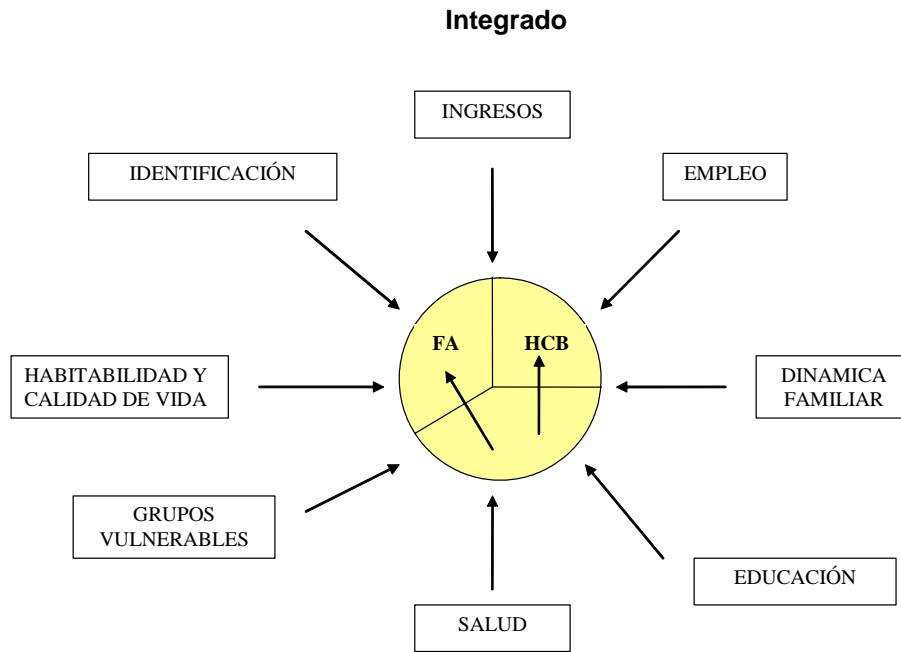 Integrado
INGRESOS
IDENTIFICACIÓN
EMPLEO
FA
HCB
HABITABILIDAD Y
CALIDAD DE VIDA
DINAMICA
FAMILIAR
GRUPOS
VULNERABLES
EDUCACIÓN
SALUD